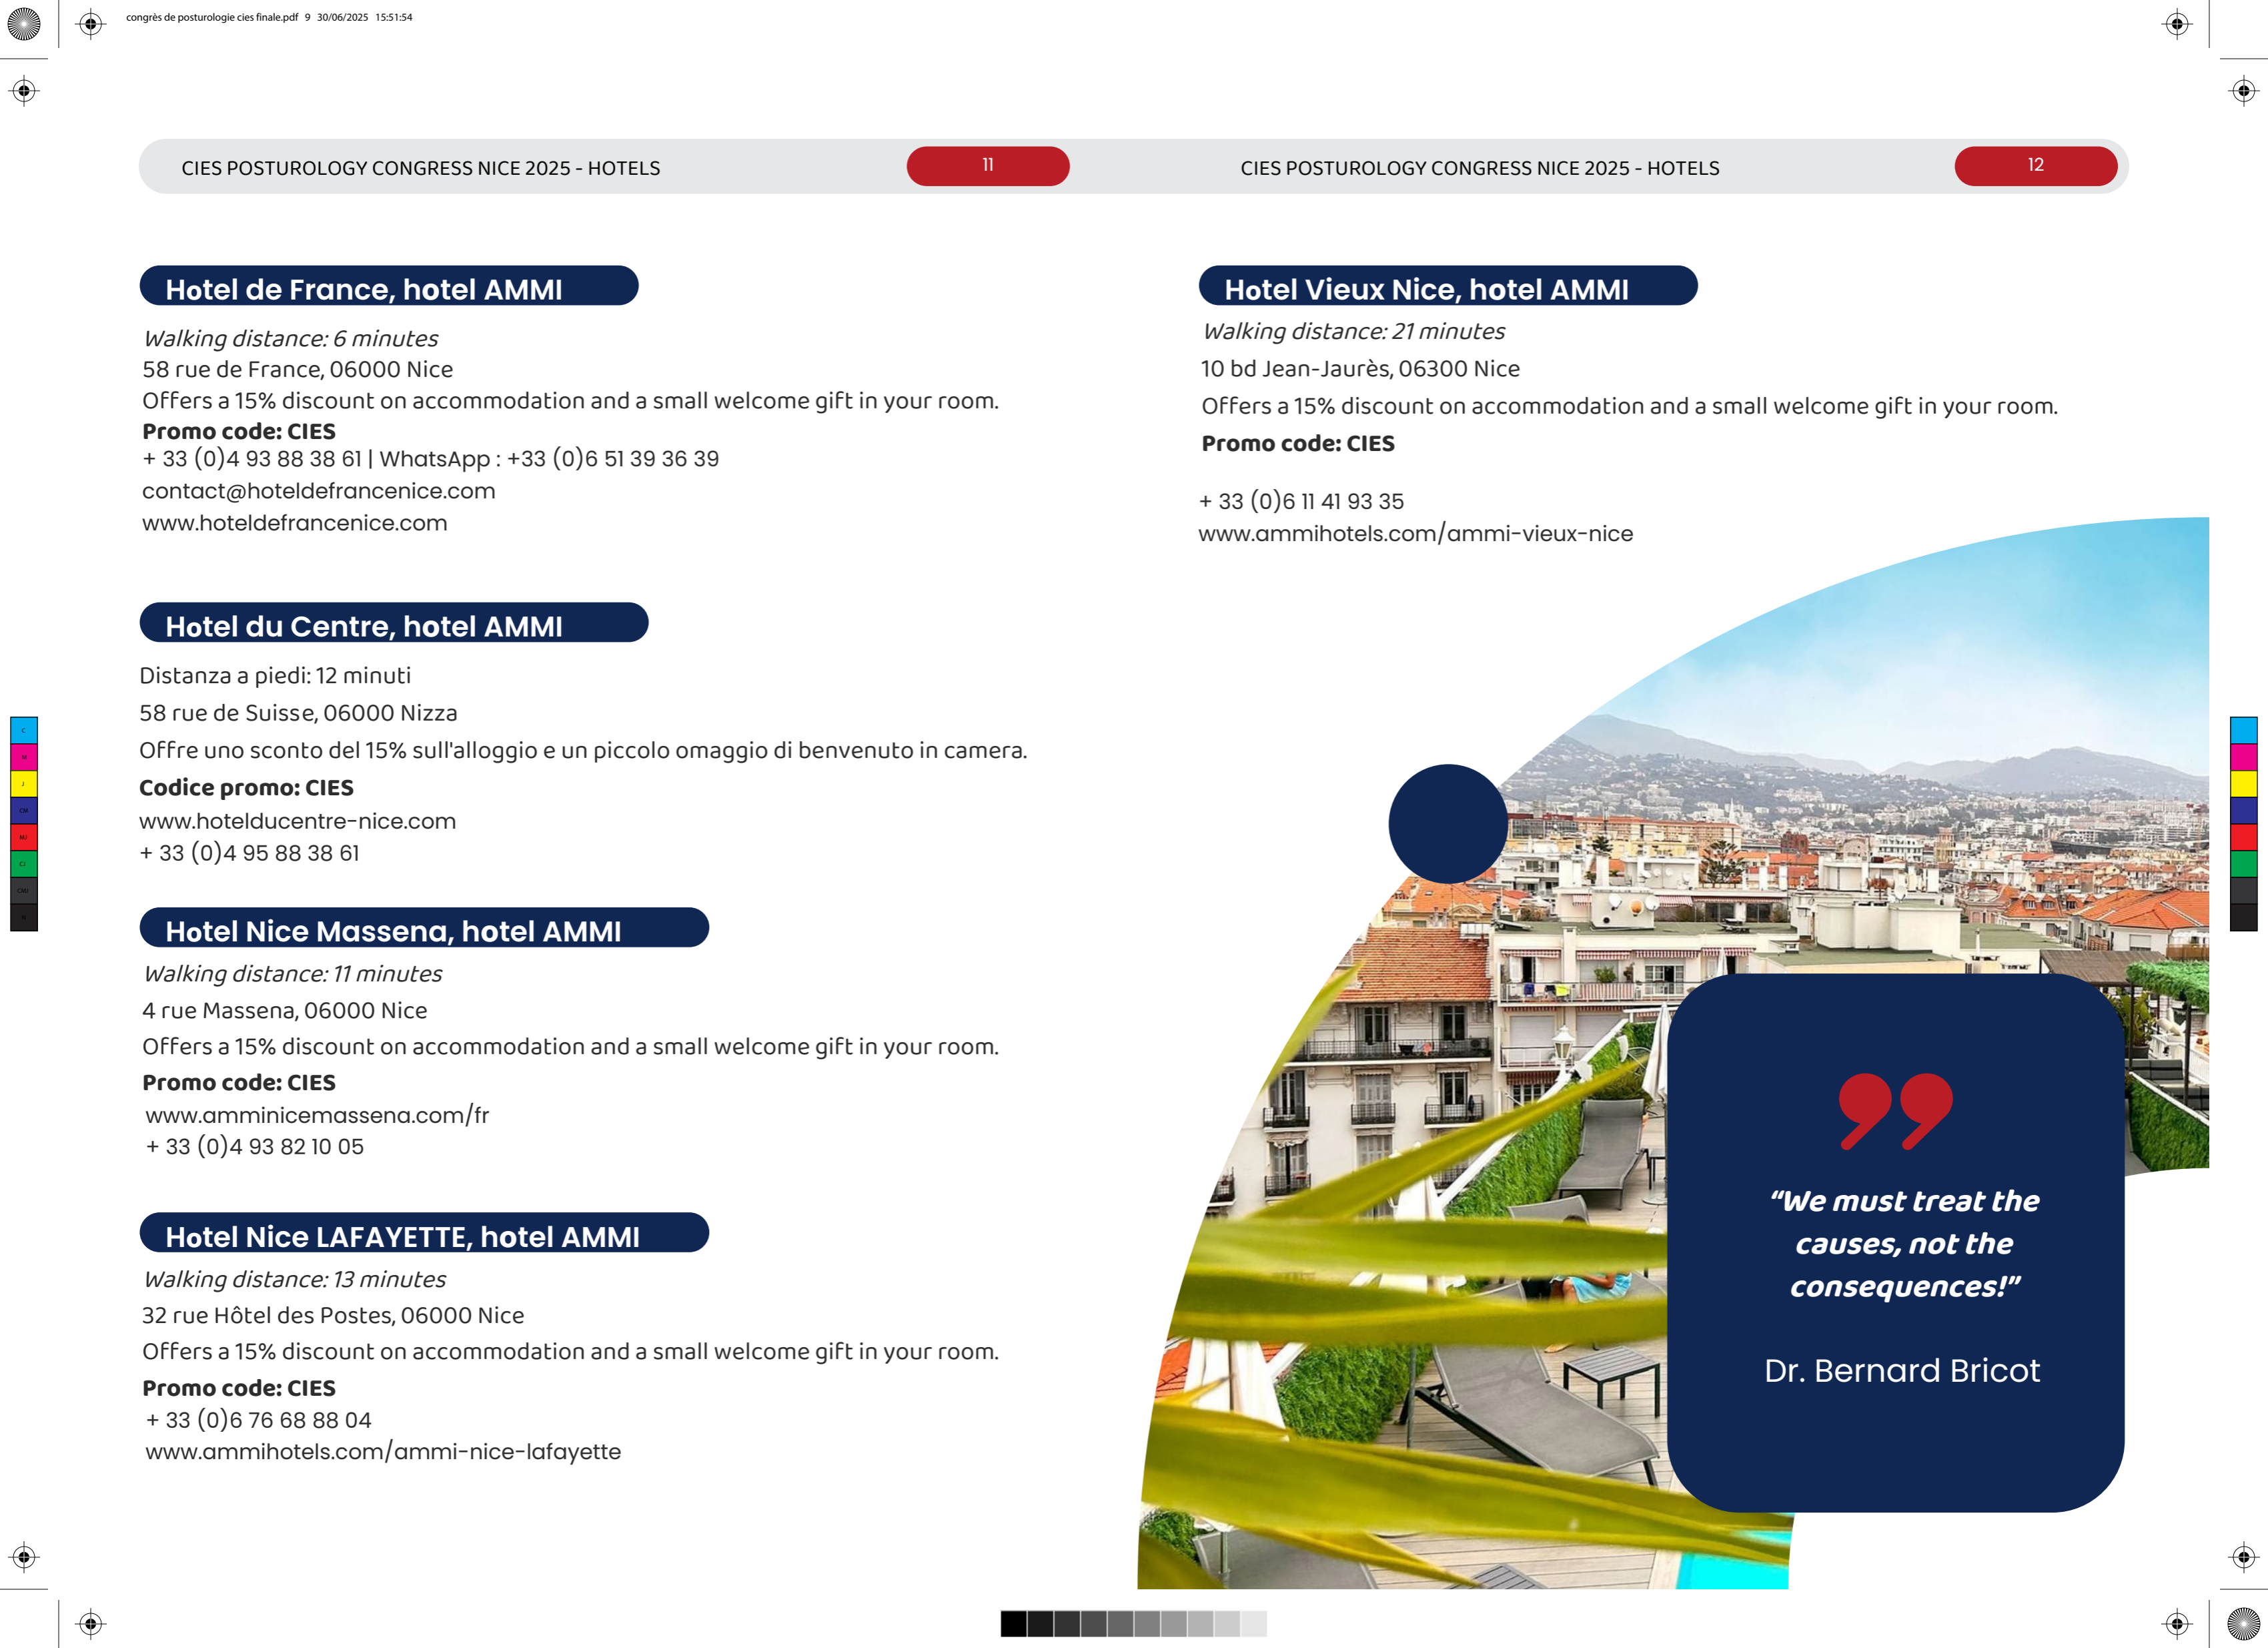 congrès de posturologie cies finale.pdf 9 30/06/2025 15:51:54
CIES POSTUROLOGY CONGRESS NICE 2025 - HOTELS
11
Hotel de France, hotel AMMI
Walking distance: 6 minutes
58 rue de France, 06000 Nice
Offers a 15% discount on accommodation and a small welcome gift in your room.
Promo code: CIES
+ 33 (0)4 93 88 38 61 | WhatsApp : +33 (0)6 51 39 36 39
contact@hoteldefrancenice.com
www.hoteldefrancenice.com
Hotel du Centre, hotel AMMI
Distanza a piedi: 12 minuti
58 rue de Suisse, 06000 Nizza
Offre uno sconto del 15% sull'alloggio e un piccolo omaggio di benvenuto in camera.
Codice promo: CIES
www.hotelducentre-nice.com
+ 33 (0)4 95 88 38 61
Hotel Nice Massena, hotel AMMI
Walking distance: 11 minutes
4 rue Massena, 06000 Nice
Offers a 15% discount on accommodation and a small welcome gift in your room.
Promo code: CIES
www.amminicemassena.com/fr
+ 33 (0)4 93 82 10 05
Hotel Nice LAFAYETTE, hotel AMMI
Walking distance: 13 minutes
32 rue Hôtel des Postes, 06000 Nice
Offers a 15% discount on accommodation and a small welcome gift in your room.
Promo code: CIES
+ 33 (0)6 76 68 88 04
www.ammihotels.com/ammi-nice-lafayette
CIES POSTUROLOGY CONGRESS NICE 2025 - HOTELS
12
Hotel Vieux Nice, hotel AMMI
Walking distance: 21 minutes
10 bd Jean-Jaurès, 06300 Nice
Offers a 15% discount on accommodation and a small welcome gift in your room.
Promo code: CIES
+ 33 (0)6 11 41 93 35
www.ammihotels.com/ammi-vieux-nice
“We must treat the
causes, not the
consequences!”
Dr. Bernard Bricot
C
M
J
CM
MJ
CJ
CMJ